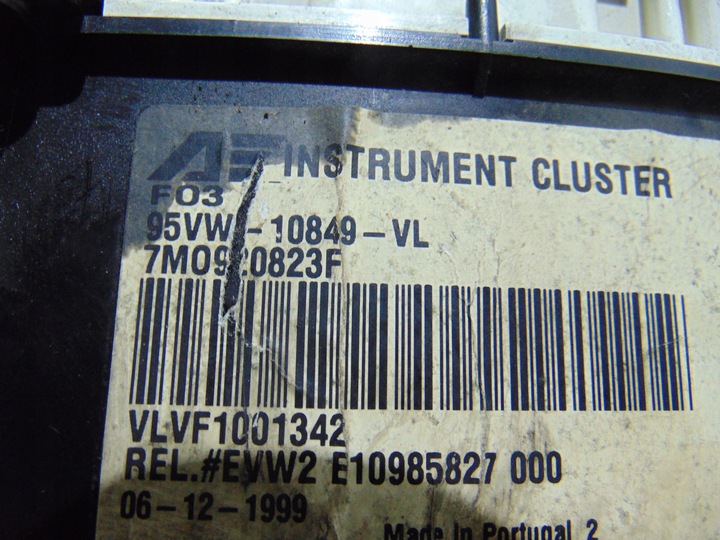 AF INSTRUMENT CLUSTER
F03
95VW-10849-VL
7M0920823F
VLVF1001342
REL.#EVW2 E10985827 000
06-12-1999
Made in Portugal 2